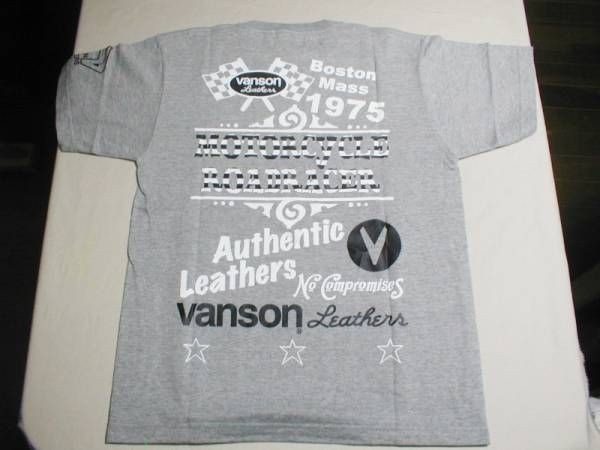 vanson
Leathers
Boston
Mass
1975
MOTORCYCLE
ROADRACER
Authentic
Leathers
V
No Compromises
vanson® Leathers